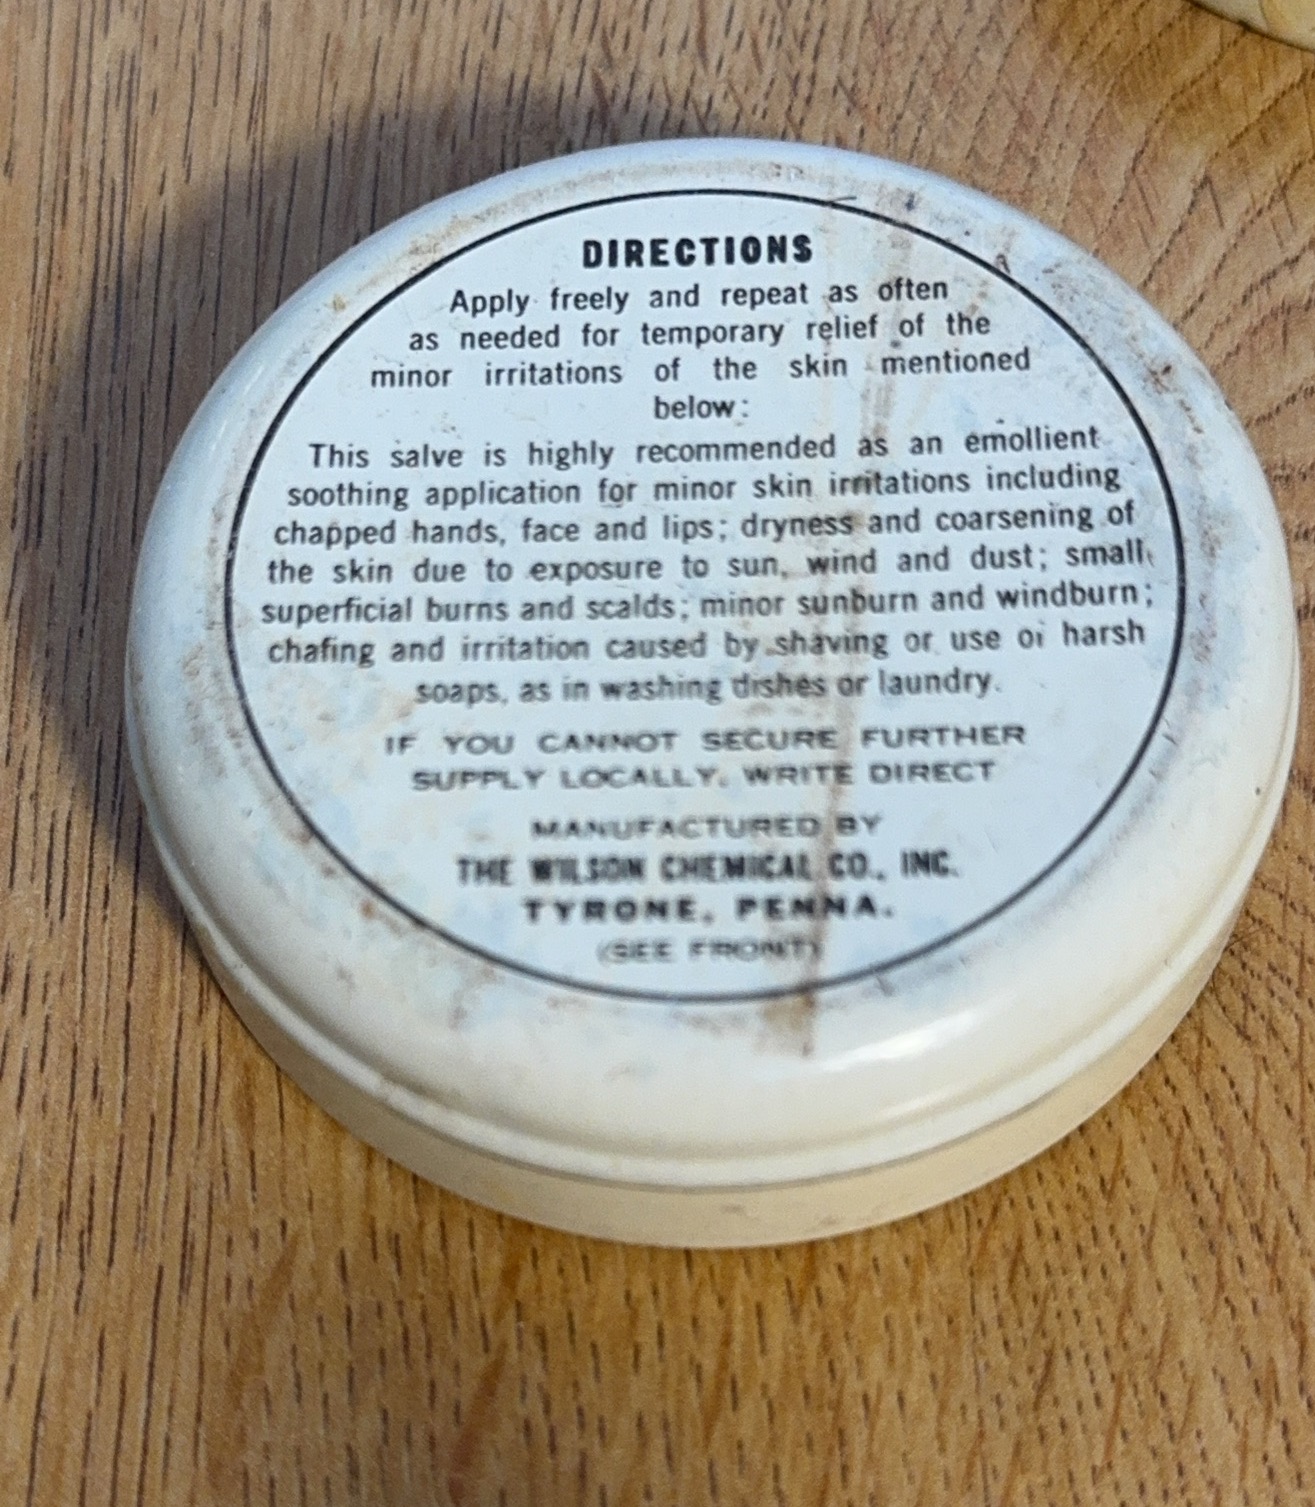 DIRECTIONS
Apply freely and repeat as often
as needed for temporary relief of the
minor irritations of the skin mentioned
below:
This salve is highly recommended as an emollient
soothing application for minor skin irritations including
chapped hands, face and lips; dryness and coarsening of
the skin due to exposure to sun, wind and dust; small
superficial burns and scalds; minor sunburn and windburn;
chafing and irritation caused by shaving or use of harsh
soaps, as in washing dishes or laundry.
IF YOU CANNOT SECURE FURTHER
SUPPLY LOCALLY, WRITE DIRECT
MANUFACTURED BY
THE WILSON CHEMICAL CO., INC.
TYRONE, PENNA.
(SEE FRONT)